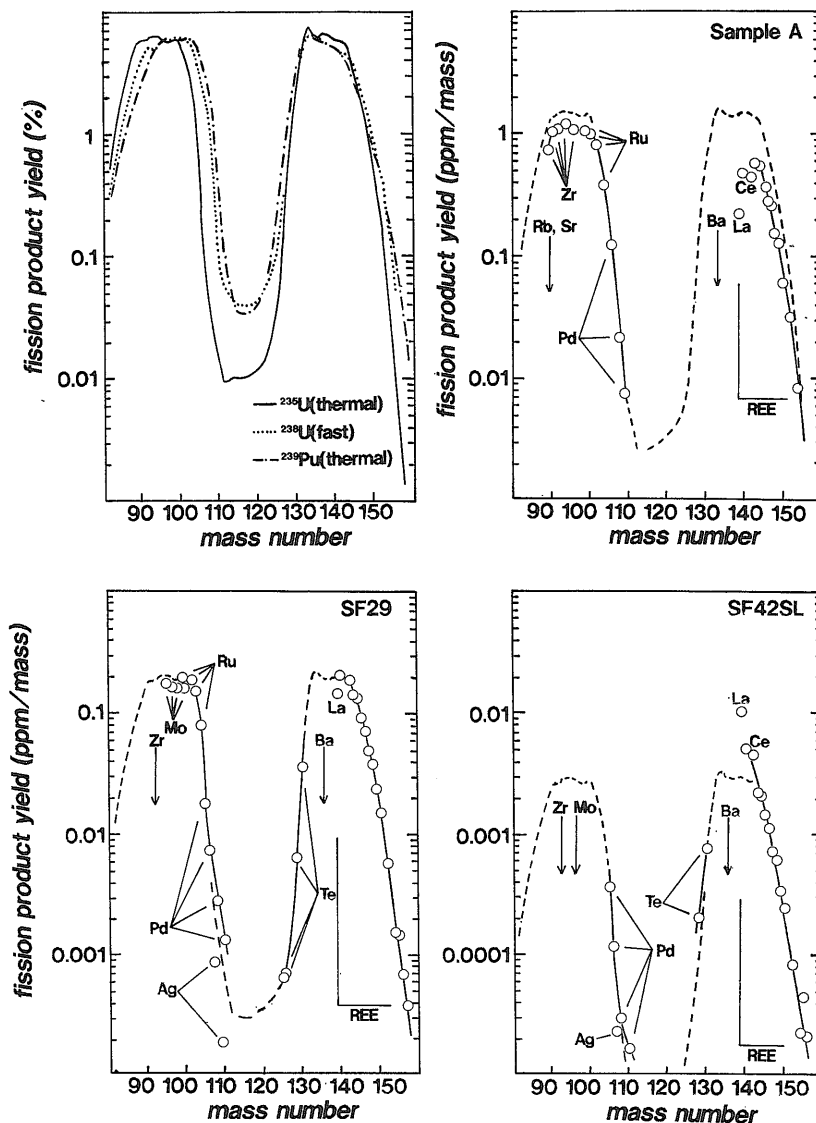 fission product yield (%)
1
0.1
0.01
²³⁵U(thermal)
²³⁸U(fast)
²³⁹Pu(thermal)
90 100 110 120 130 140 150
mass number
Sample A
fission product yield (ppm/mass)
1
0.1
0.01
Ru
Zr
Rb, Sr
Pd
Ba
La
Ce
REE
90 100 110 120 130 140 150
mass number
SF29
fission product yield (ppm/mass)
0.1
0.01
0.001
Ru
Mo
Zr
Pd
Ag
La
Ba
Te
REE
90 100 110 120 130 140 150
mass number
SF42SL
0.01
0.001
0.0001
La
Ce
Zr Mo
Ba
Te
Pd
Ag
REE
90 100 110 120 130 140 150
mass number